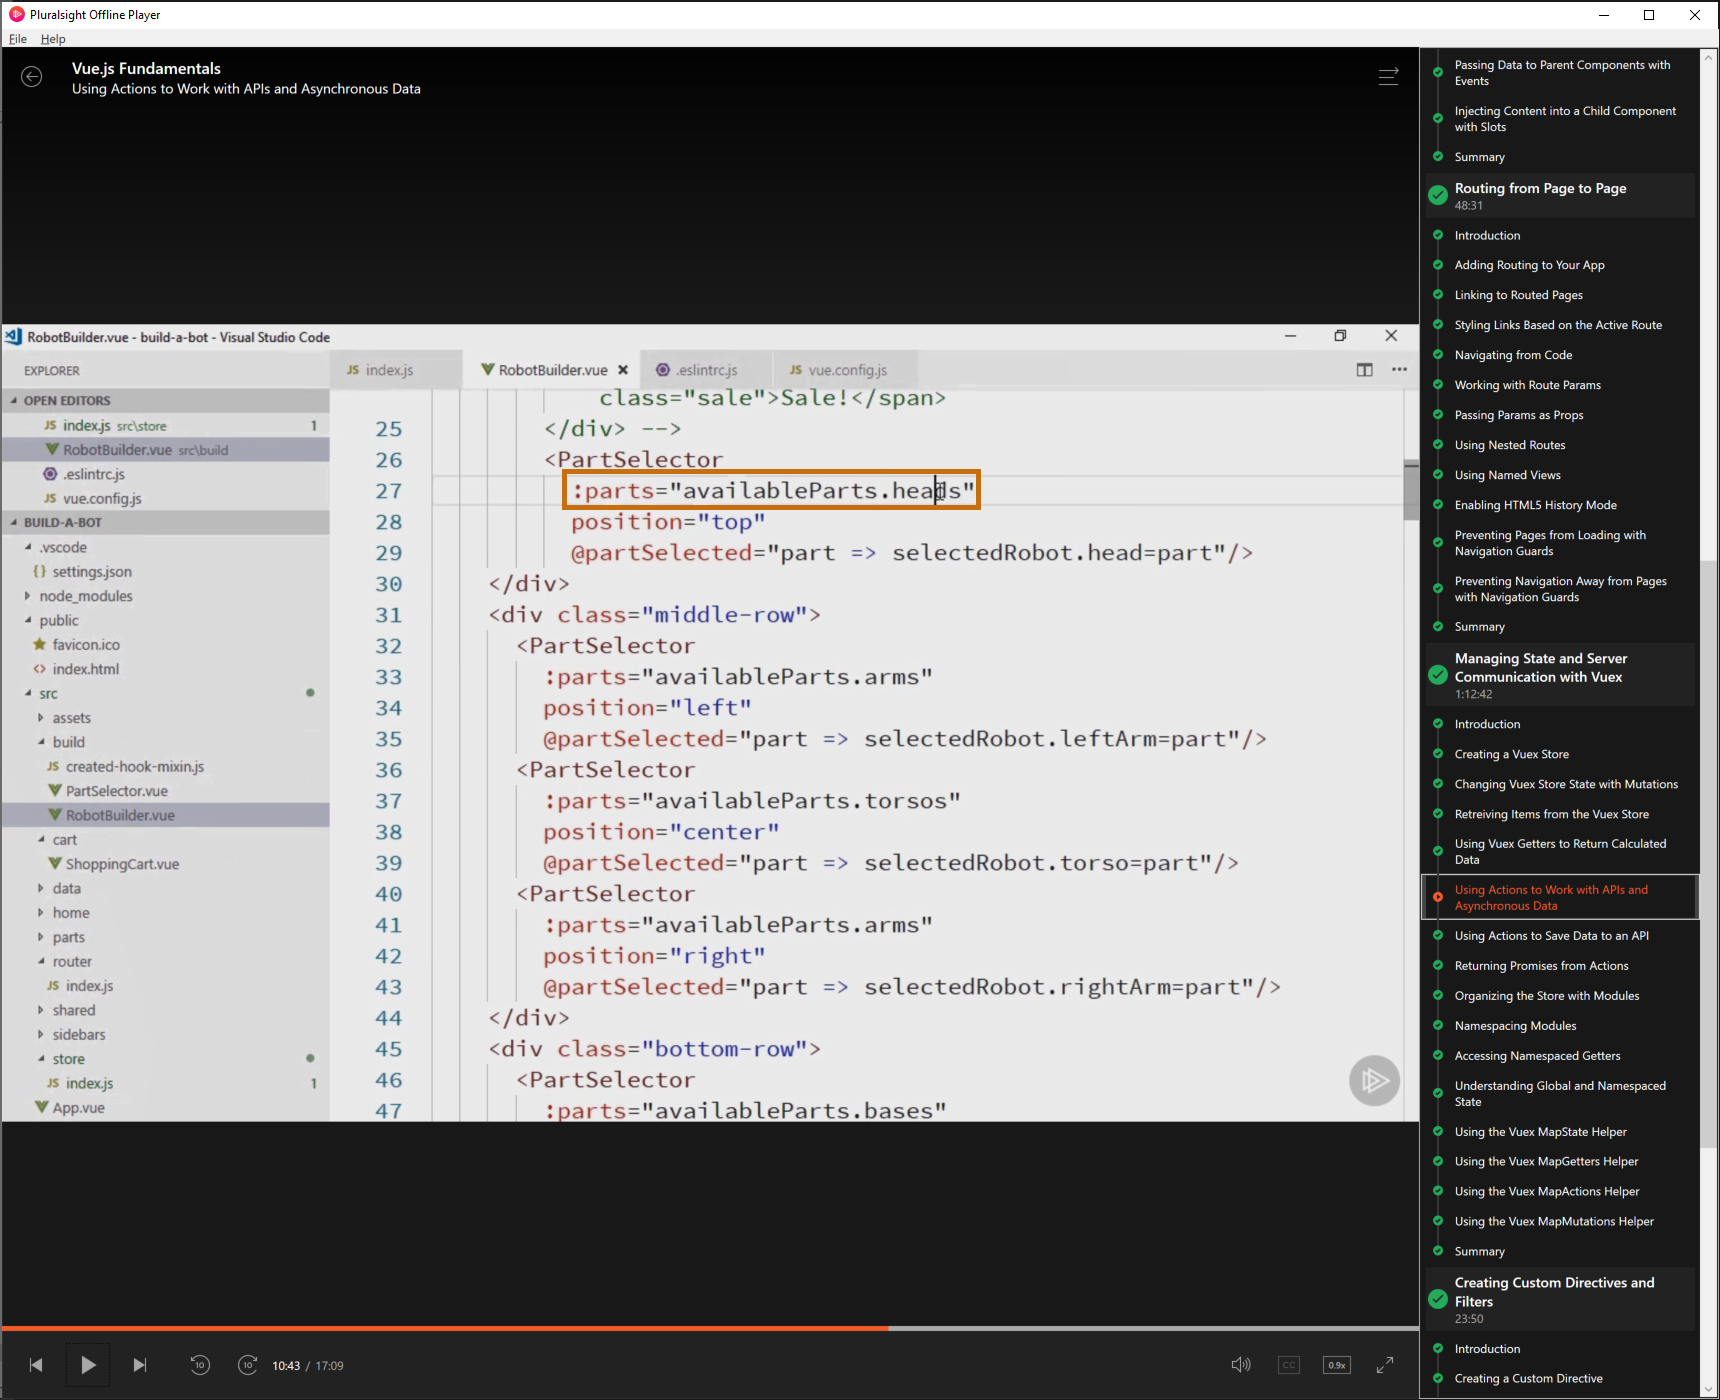 Pluralsight Offline Player
File Help
Vue.js Fundamentals
Using Actions to Work with APIs and Asynchronous Data
RobotBuilder.vue - build-a-bot - Visual Studio Code
EXPLORER
OPEN EDITORS
JS index.js src\store 1
RobotBuilder.vue src\build
.eslintrc.js
JS vue.config.js
BUILD-A-BOT
.vscode
{} settings.json
node_modules
public
favicon.ico
<> index.html
src
assets
build
JS created-hook-mixin.js
PartSelector.vue
RobotBuilder.vue
cart
ShoppingCart.vue
data
home
parts
router
JS index.js
shared
sidebars
store
JS index.js 1
App.vue
JS index.js
RobotBuilder.vue
.eslintrc.js
JS vue.config.js
class="sale">Sale!</span>
25 </div> -->
26 <PartSelector
27 :parts="availableParts.heads"
28 position="top"
29 @partSelected="part => selectedRobot.head=part"/>
30 </div>
31 <div class="middle-row">
32 <PartSelector
33 :parts="availableParts.arms"
34 position="left"
35 @partSelected="part => selectedRobot.leftArm=part"/>
36 <PartSelector
37 :parts="availableParts.torsos"
38 position="center"
39 @partSelected="part => selectedRobot.torso=part"/>
40 <PartSelector
41 :parts="availableParts.arms"
42 position="right"
43 @partSelected="part => selectedRobot.rightArm=part"/>
44 </div>
45 <div class="bottom-row">
46 <PartSelector
47 :parts="availableParts.bases"
10
10
10:43 / 17:09
CC
0.9x
Passing Data to Parent Components with
Events
Injecting Content into a Child Component
with Slots
Summary
Routing from Page to Page
48:31
Introduction
Adding Routing to Your App
Linking to Routed Pages
Styling Links Based on the Active Route
Navigating from Code
Working with Route Params
Passing Params as Props
Using Nested Routes
Using Named Views
Enabling HTML5 History Mode
Preventing Pages from Loading with
Navigation Guards
Preventing Navigation Away from Pages
with Navigation Guards
Summary
Managing State and Server
Communication with Vuex
1:12:42
Introduction
Creating a Vuex Store
Changing Vuex Store State with Mutations
Retreiving Items from the Vuex Store
Using Vuex Getters to Return Calculated
Data
Using Actions to Work with APIs and
Asynchronous Data
Using Actions to Save Data to an API
Returning Promises from Actions
Organizing the Store with Modules
Namespacing Modules
Accessing Namespaced Getters
Understanding Global and Namespaced
State
Using the Vuex MapState Helper
Using the Vuex MapGetters Helper
Using the Vuex MapActions Helper
Using the Vuex MapMutations Helper
Summary
Creating Custom Directives and
Filters
23:50
Introduction
Creating a Custom Directive